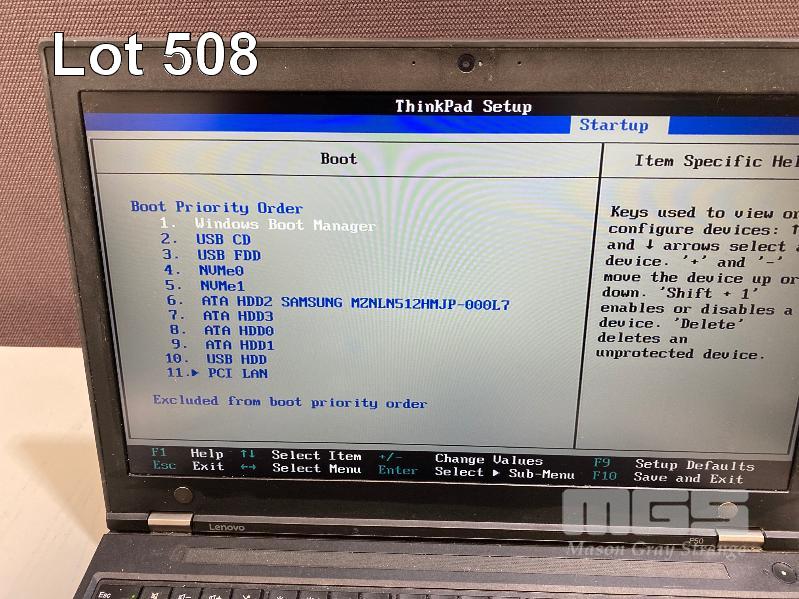 Lot 508
ThinkPad Setup
Startup
Boot
Item Specific Hel
Boot Priority Order
1. Windows Boot Manager
2. USB CD
3. USB FDD
4. NVMe0
5. NVMe1
6. ATA HDD2 SAMSUNG MZNLN512HMJP-000L7
7. ATA HDD3
8. ATA HDD0
9. ATA HDD1
10. USB HDD
11.▸ PCI LAN
Excluded from boot priority order
Keys used to view or
configure devices: ↑
and ↓ arrows select a
device. '+' and '-'
move the device up or
down. 'Shift + 1'
enables or disables a
device. 'Delete'
deletes an
unprotected device.
F1 Help ↑↓ Select Item +/- Change Values F9 Setup Defaults
Esc Exit ←→ Select Menu Enter Select ▸ Sub-Menu F10 Save and Exit
Lenovo
P50
MGS
Mason Gray Strange
Esc